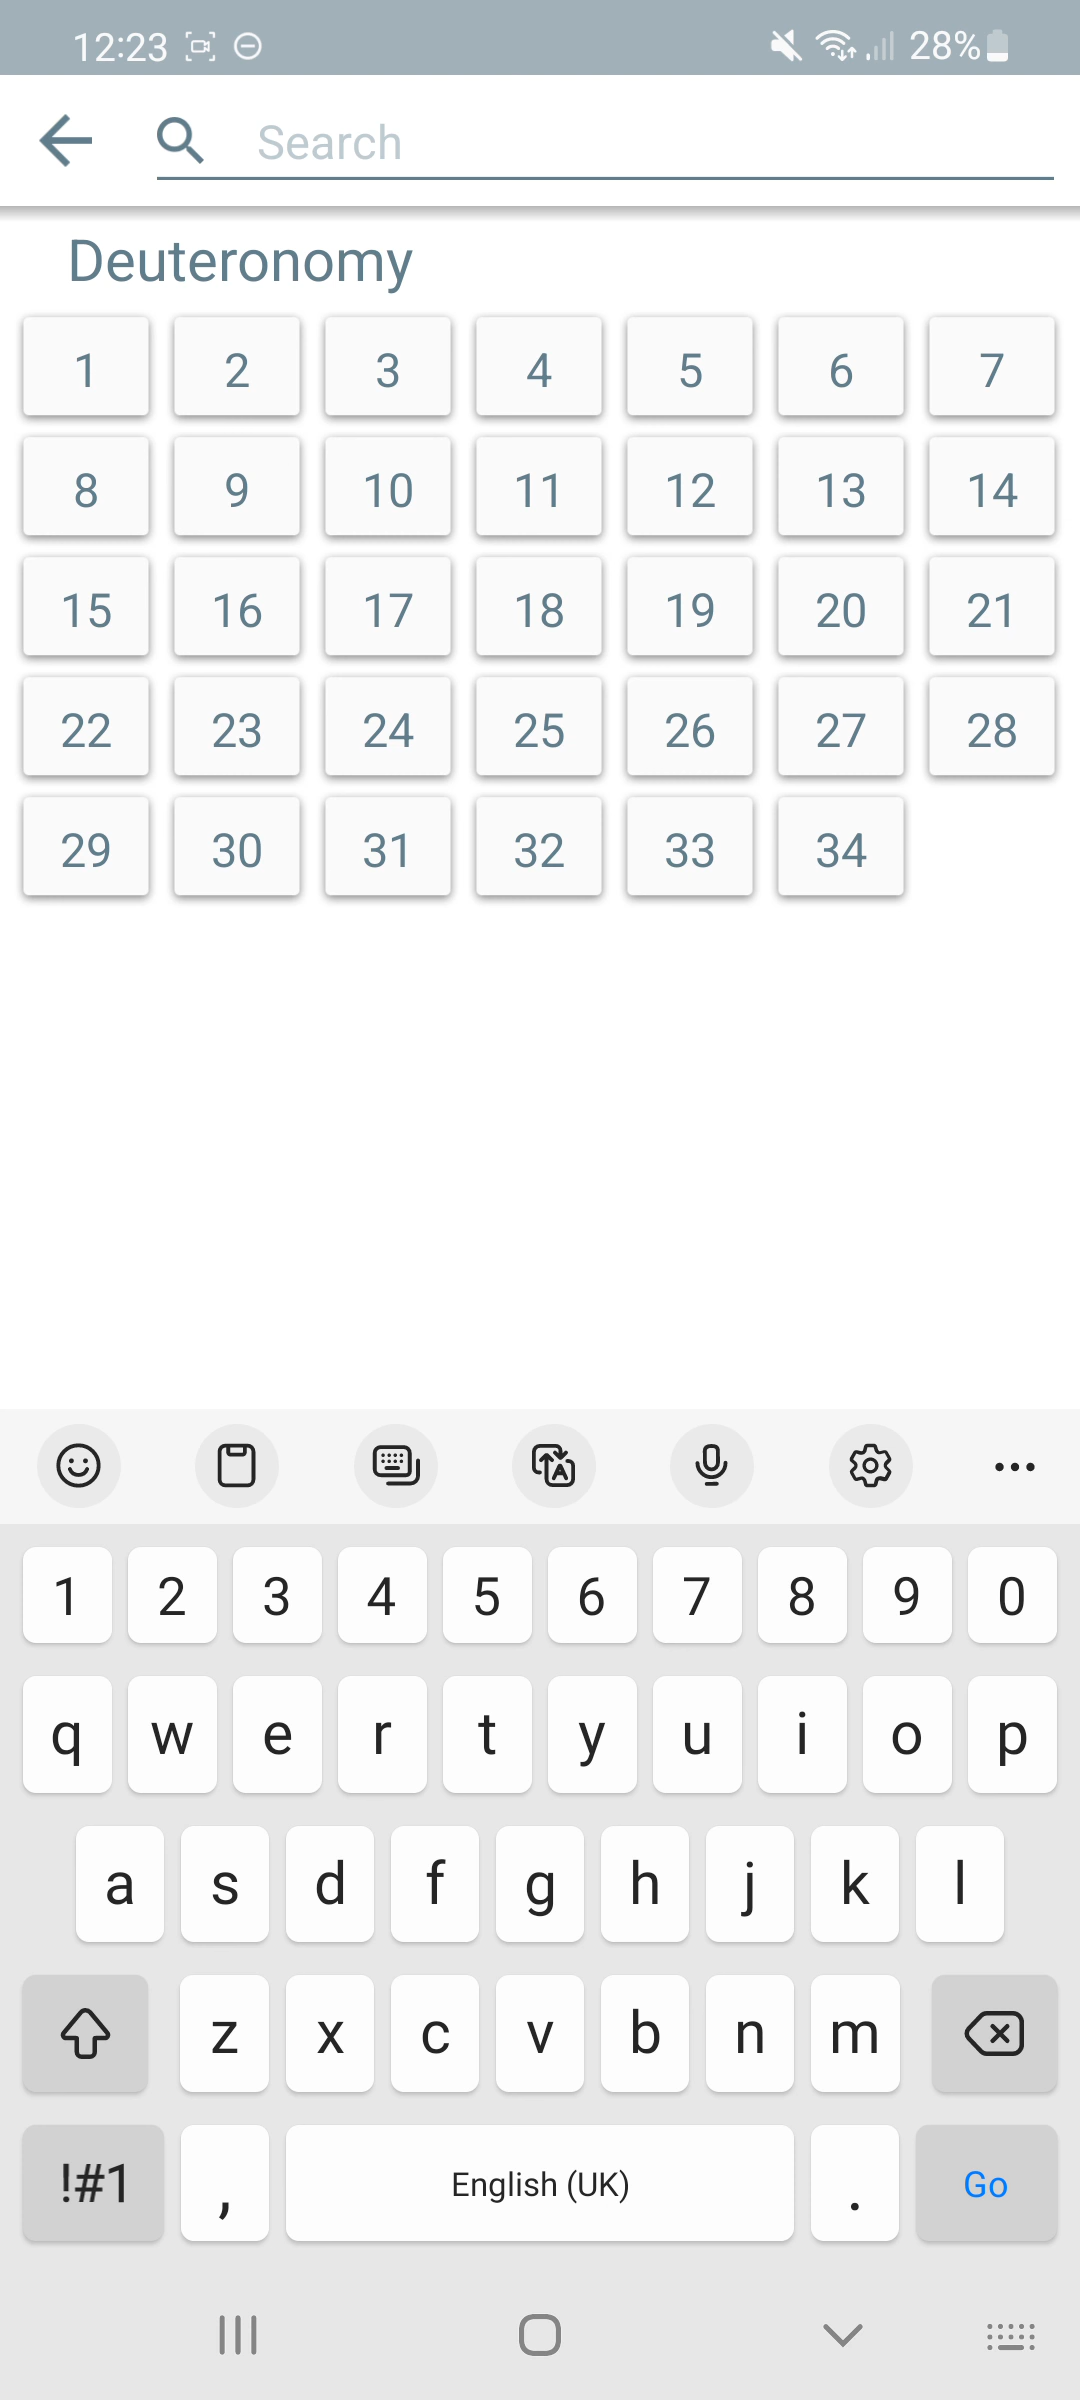 12:23 28%
Search
Deuteronomy
1 2 3 4 5 6 7
8 9 10 11 12 13 14
15 16 17 18 19 20 21
22 23 24 25 26 27 28
29 30 31 32 33 34
1 2 3 4 5 6 7 8 9 0
q w e r t y u i o p
a s d f g h j k l
z x c v b n m
!#1 , English (UK) . Go